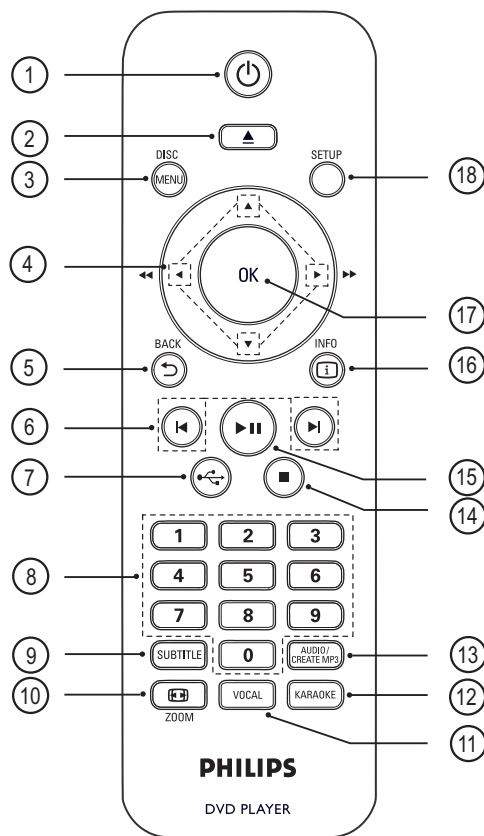 1
2
DISC
SETUP
3
MENU
18
4
OK
17
BACK
INFO
5
16
6
7
15
14
1 2 3
8
4 5 6
7 8 9
9
SUBTITLE
0
AUDIO/
CREATE MP3
13
10
VOCAL
KARAOKE
12
ZOOM
11
PHILIPS
DVD PLAYER